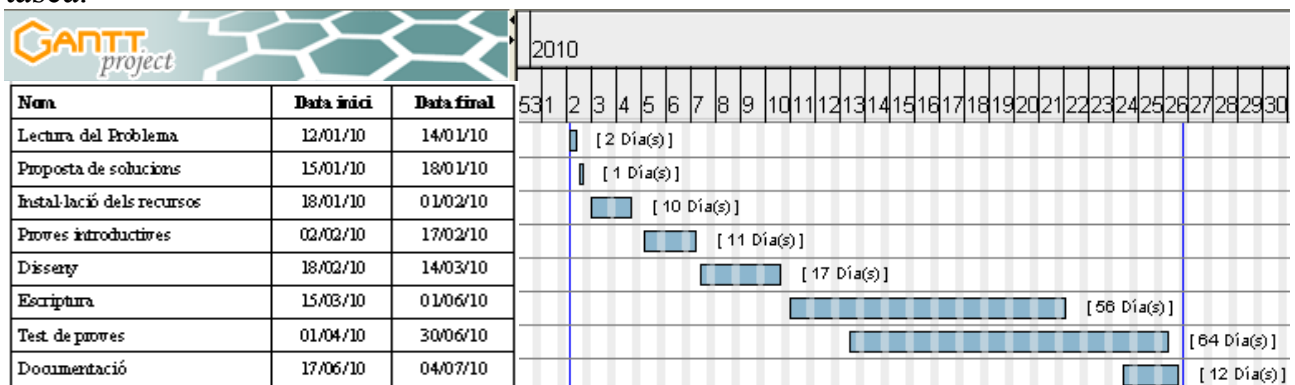 tasca.
GANTT
project
2010
53 1 2 3 4 5 6 7 8 9 10 11 12 13 14 15 16 17 18 19 20 21 22 23 24 25 26 27 28 29 30
Nom Data inici Data final
Lectura del Problema 12/01/10 14/01/10 [ 2 Día(s) ]
Proposta de solucions 15/01/10 18/01/10 [ 1 Día(s) ]
Instal·lació dels recursos 18/01/10 01/02/10 [ 10 Día(s) ]
Proves introductives 02/02/10 17/02/10 [ 11 Día(s) ]
Disseny 18/02/10 14/03/10 [ 17 Día(s) ]
Escriptura 15/03/10 01/06/10 [ 56 Día(s) ]
Test de proves 01/04/10 30/06/10 [ 64 Día(s) ]
Documentació 17/06/10 04/07/10 [ 12 Día(s) ]